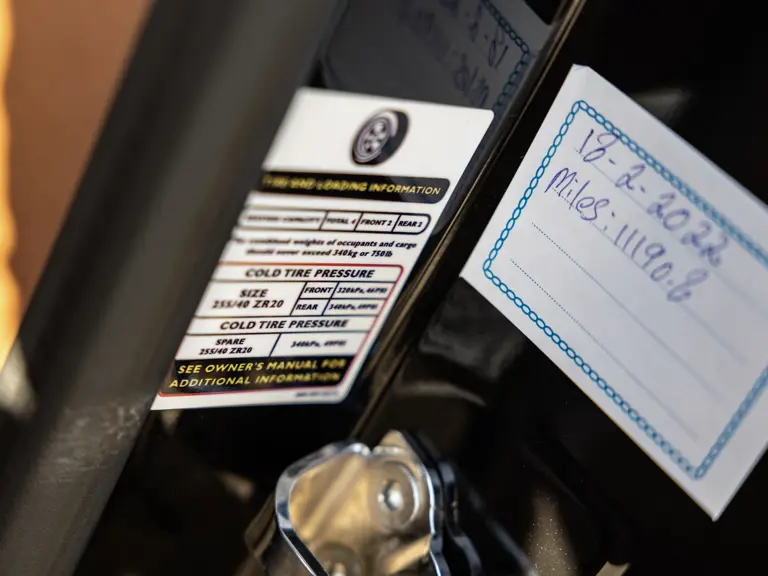 TIRE AND LOADING INFORMATION
SEATING CAPACITY TOTAL 4 FRONT 2 REAR 2
The combined weights of occupants and cargo
should never exceed 340kg or 750lb
COLD TIRE PRESSURE
SIZE
255/40 ZR20
FRONT 320kPa, 46PSI
REAR 340kPa, 49PSI
COLD TIRE PRESSURE
SPARE
255/40 ZR20
340kPa, 49PSI
SEE OWNER'S MANUAL FOR
ADDITIONAL INFORMATION
18-2-2022
Miles: 11190.8